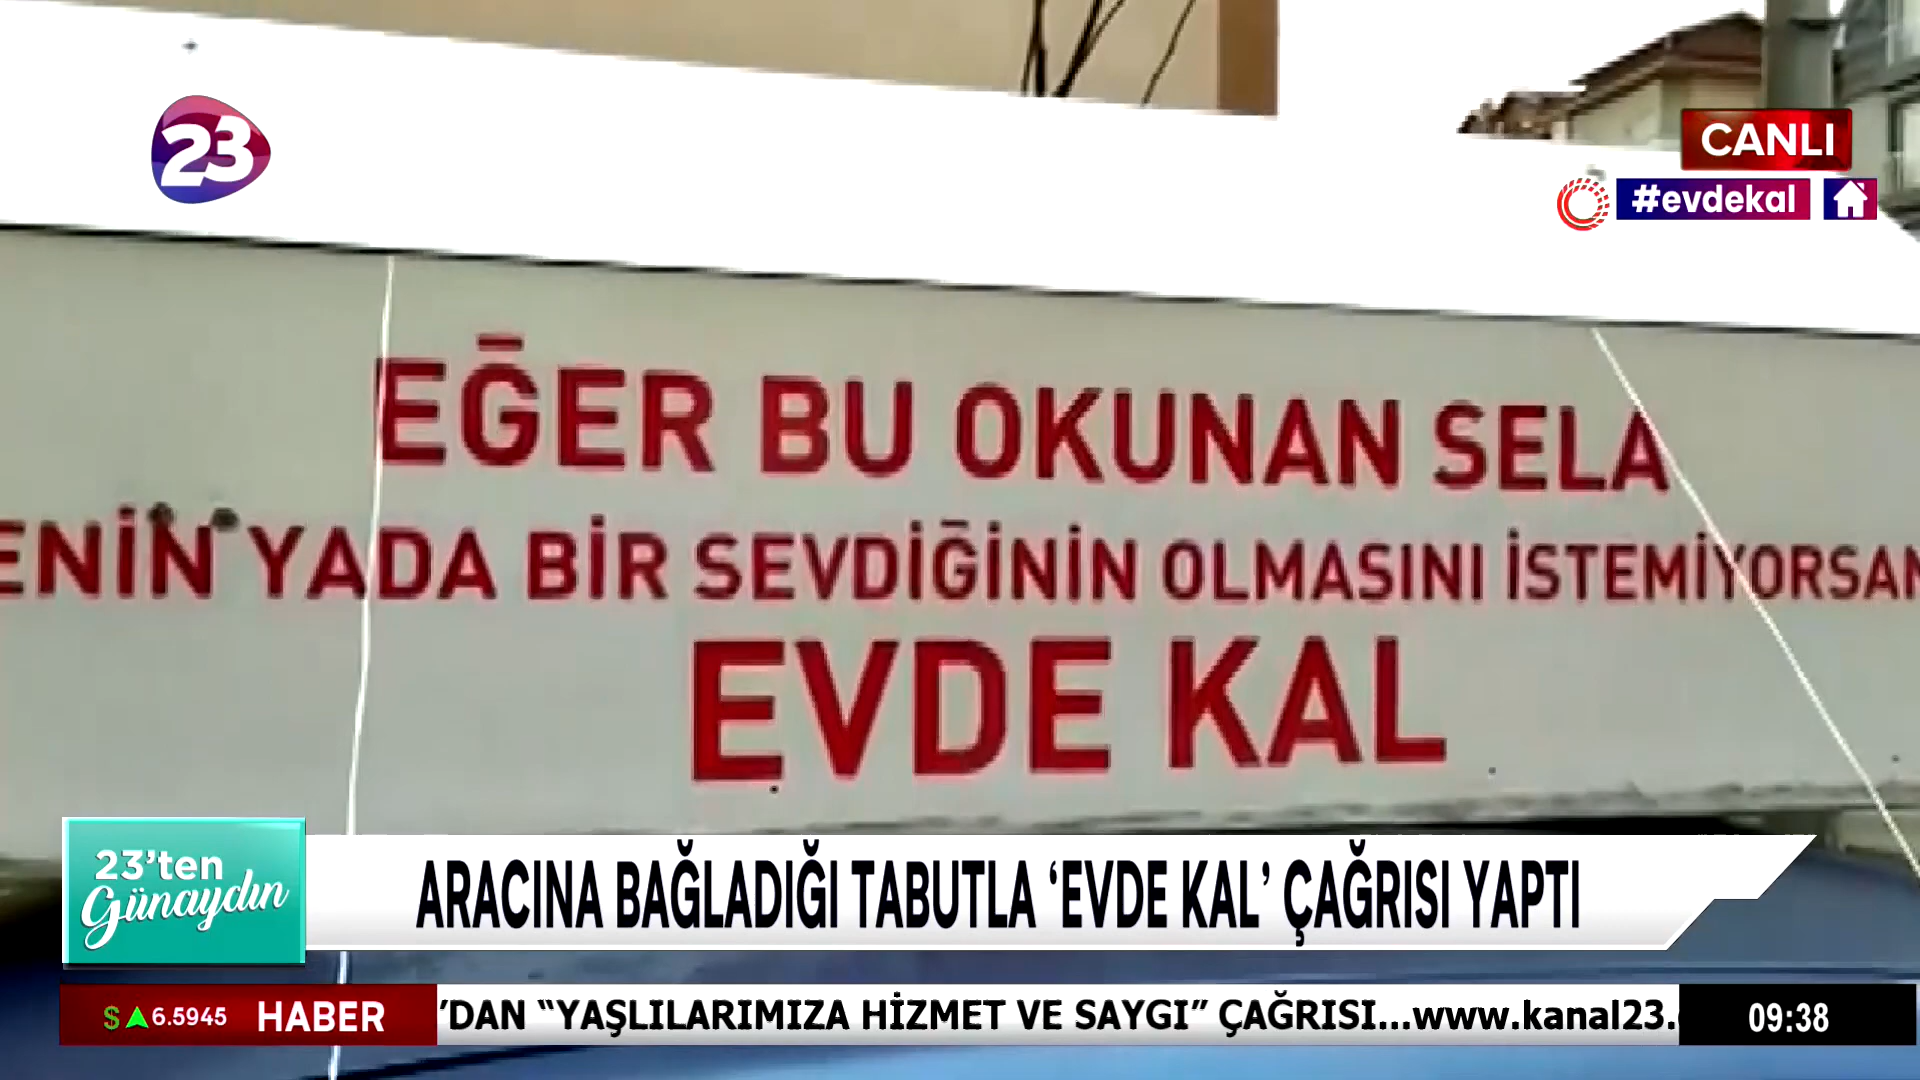 23
CANLI
#evdekal
EĞER BU OKUNAN SELA
YADA BİR SEVDİĞİNİN OLMASINI İSTEMİYORSAN
EVDE KAL
23'ten
Günaydın
ARACINA BAĞLADIĞI TABUTLA ‘EVDE KAL’ ÇAĞRISI YAPTI
$ 6.5945 HABER ’DAN “YAŞLILARIMIZA HİZMET VE SAYGI” ÇAĞRISI...www.kanal23. 09:38